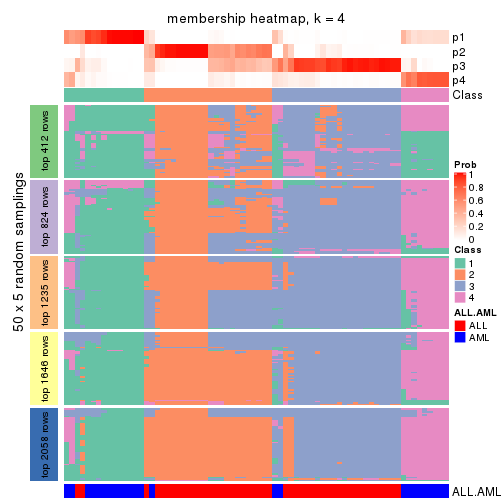 membership heatmap, k = 4
p1
p2
p3
p4
Class
50 x 5 random samplings
top 412 rows
top 824 rows
top 1235 rows
top 1646 rows
top 2058 rows
Prob
1
0.8
0.6
0.4
0.2
0
Class
1
2
3
4
ALL.AML
ALL
AML
ALL.AML